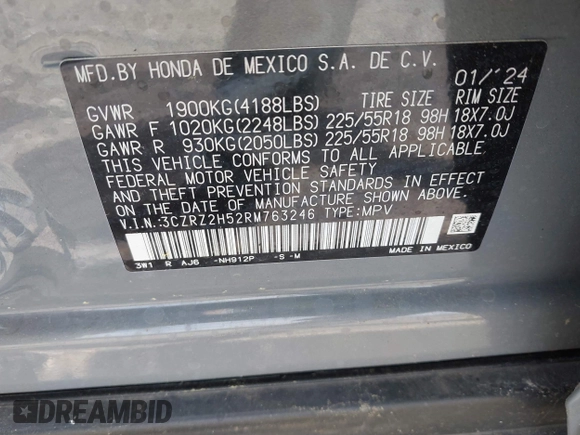 MFD.BY HONDA DE MEXICO S.A. DE C.V. 01/'24
GVWR 1900KG(4188LBS) TIRE SIZE RIM SIZE
GAWR F 1020KG(2248LBS) 225/55R18 98H 18X7.0J
GAWR R 930KG(2050LBS) 225/55R18 98H 18X7.0J
THIS VEHICLE CONFORMS TO ALL APPLICABLE
FEDERAL MOTOR VEHICLE SAFETY
AND THEFT PREVENTION STANDARDS IN EFFECT
ON THE DATE OF MANUFACTURE SHOWN ABOVE.
V.I.N.:3CZRZ2H52RM763246 TYPE:MPV
3W1 R AJ6 -NH912P -S -M
MADE IN MEXICO
DREAMBID